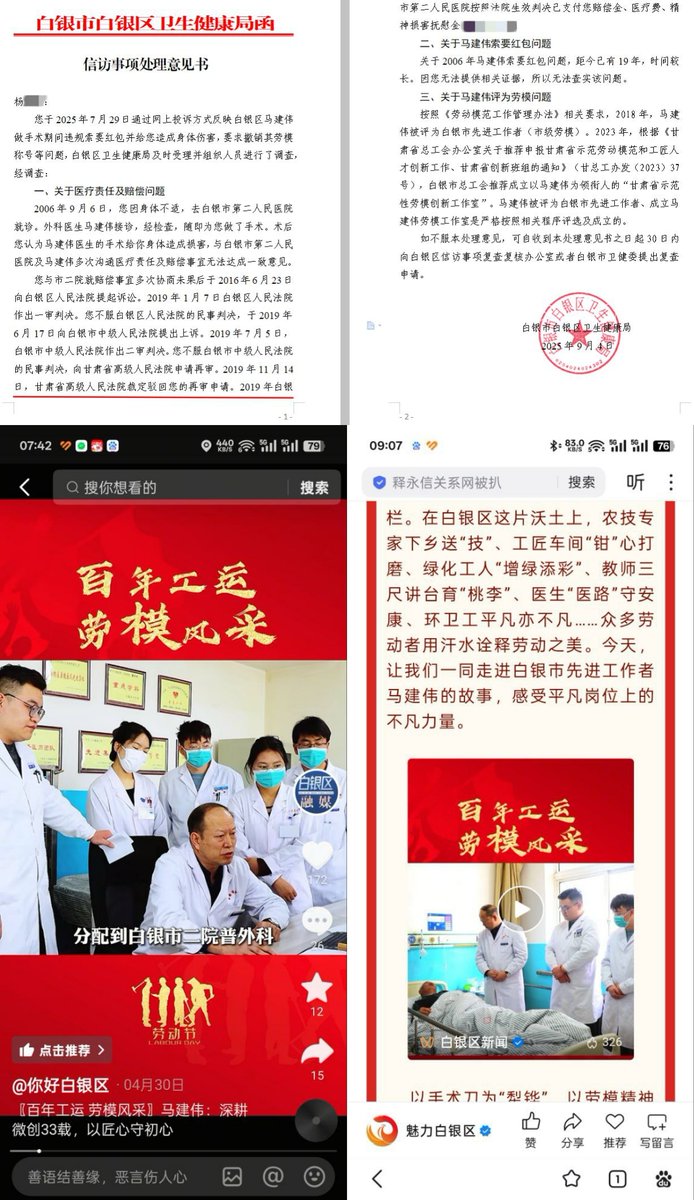 白银市白银区卫生健康局函
信访事项处理意见书
杨 :
您于2025年7月29日通过网上投诉方式反映白银区马建伟
做手术期间违规索要红包并给您造成身体伤害，要求撤销其劳模
称号等问题，白银区卫生健康局及时受理并组织人员进行了调查，
经调查：
一、关于医疗责任及赔偿问题
2006年9月6日，您因身体不适，去白银市第二人民医院
就诊。外科医生马建伟接诊，经检查，随即为您做了手术。术后
您认为马建伟医生的手术给你身体造成损害，与达白银市第二人民
医院及马建伟多次沟通医疗责任及赔偿事宜无法达成一致意见。
您与市二院就赔偿事宜多次协商未果后于2016年6月23日
向白银区人民法院提起诉讼。2019年1月7日白银区人民法院
作出一审判决。您不服白银区人民法院的民事判决，于2019年
6月17日向白银市中级人民法院提出上诉。2019年7月5日，
白银市中级人民法院作出二审判决。您不服白银市中级人民法院
的民事判决，向甘肃省高级人民法院申请再审。2019年11月14
日，甘肃省高级人民法院裁定驳回您的再审申请。2019年白银
-1-
市第二人民医院按照法院生效判决已支付您赔偿金、医疗费、精
神损害抚慰金
二、关于马建伟索要红包问题
关于2006年马建伟索要红包问题，距今已有19年，时间较
长。因您无法提供相关证据，所以无法查实该问题。
三、关于马建伟评为劳模问题
按照《劳动模范工作管理办法》相关要求，2018年，马建
伟被评为白银市先进工作者（市级劳模）。2023年，根据《甘
肃省总工会办公室关于推荐申报甘肃省示范劳动模范和工匠人
才创新工作、甘肃省创新班组的通知》（甘总工办发（2023）37
号），白银市总工会推荐成立以马建伟为领衔人的“甘肃省示范
性劳模创新工作室”。马建伟被评为白银市先进工作者、成立马
建伟劳模工作室是严格按照相关程序评选及成立的。
如不服本处理意见，可自收到本处理意见书之日起30日内
向白银区信访事项复查复核办公室或者白银市卫健委提出复查
申请。
白银市白银区卫生健康局
2025年9月4日
-2-
07:42
440
KB/S
5G
5G
79
搜你想看的
搜索
百年工运
劳模风采
重点学科
白银区
融媒
172
26
分配到白银市二院普外科
12
劳动节
LABOUR DAY
点击推荐
15
@你好白银区 · 04月30日
〖百年工运 劳模风采〗马建伟：深耕
微创33载，以匠心守初心
善语结善缘，恶言伤人心
09:07
83.0
KB/S
5G
5G
76
释永信关系网被扒
搜索
听
栏。在白银区这片沃土上，农技专
家下乡送“技”、工匠车间“钳”心打
磨、绿化工人“增绿添彩”、教师三
尺讲台育“桃李”、医生“医路”守安
康、环卫工平凡亦不凡……众多劳
动者用汗水诠释劳动之美。今天，
让我们一同走进白银市先进工作者
马建伟的故事，感受平凡岗位上的
不凡力量。
百年工运
劳模风采
白银区新闻
326
以手术刀为“犁铧”，以劳模精神
魅力白银区
赞
分享
推荐
写留言
1